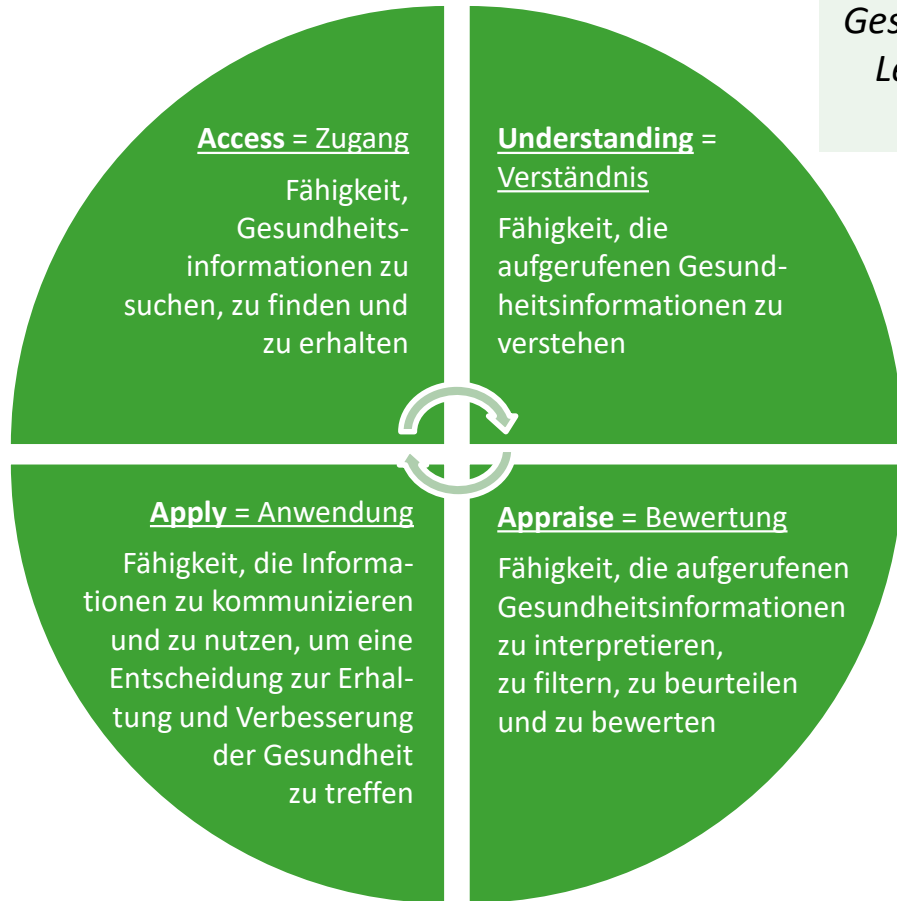 Access = Zugang
Fähigkeit,
Gesundheits-
informationen zu
suchen, zu finden und
zu erhalten
Understanding =
Verständnis
Fähigkeit, die
aufgerufenen Gesund-
heitsinformationen zu
verstehen
Apply = Anwendung
Fähigkeit, die Informa-
tionen zu kommunizieren
und zu nutzen, um eine
Entscheidung zur Erhal-
tung und Verbesserung
der Gesundheit
zu treffen
Appraise = Bewertung
Fähigkeit, die aufgerufenen
Gesundheitsinformationen
zu interpretieren,
zu filtern, zu beurteilen
und zu bewerten